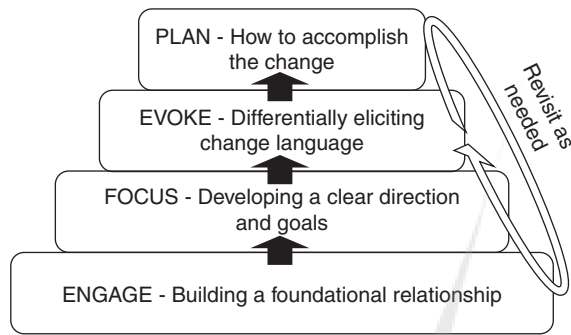 PLAN - How to accomplish
the change
EVOKE - Differentially eliciting
change language
FOCUS - Developing a clear direction
and goals
ENGAGE - Building a foundational relationship
Revisit as
needed